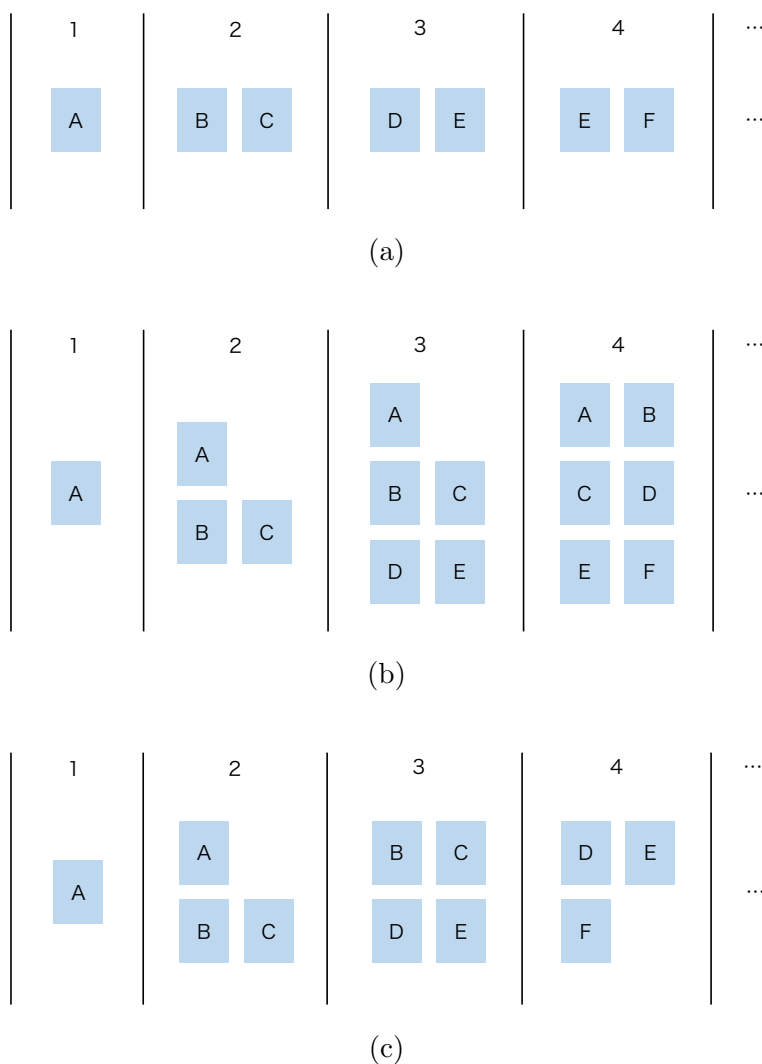 1 2 3 4 ...
A B C D E E F ...
(a)
1 2 3 4 ...
A A B
A
A B C C D ...
B C
D E E F
(b)
1 2 3 4 ...
A B C D E
A ...
B C D E F
(c)